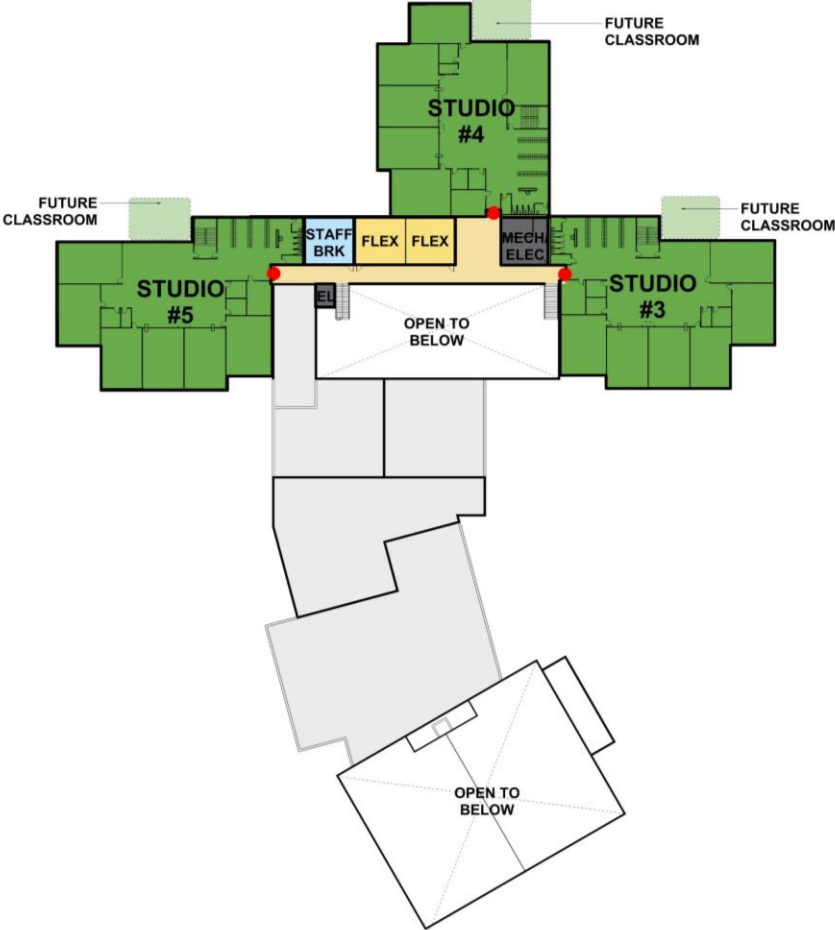 FUTURE
CLASSROOM
STUDIO
#4
FUTURE
CLASSROOM
FUTURE
CLASSROOM
STAFF
BRK
FLEX
FLEX
MECH/
ELEC
STUDIO
#5
STUDIO
#3
EL
OPEN TO
BELOW
OPEN TO
BELOW